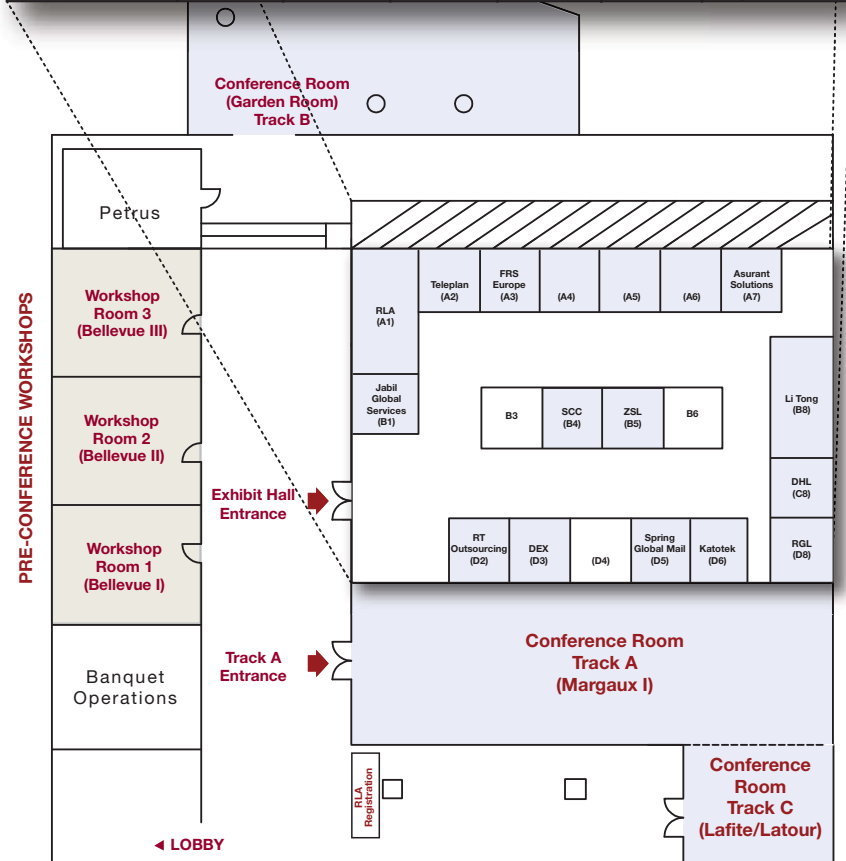 Conference Room
(Garden Room)
Track B
Petrus
PRE-CONFERENCE WORKSHOPS
Workshop
Room 3
(Bellevue III)
Workshop
Room 2
(Bellevue II)
Workshop
Room 1
(Bellevue I)
Banquet
Operations
LOBBY
Exhibit Hall
Entrance
Track A
Entrance
RLA
(A1)
Teleplan
(A2)
FRS
Europe
(A3)
(A4)
(A5)
(A6)
Asurant
Solutions
(A7)
Jabil
Global
Services
(B1)
B3
SCC
(B4)
ZSL
(B5)
B6
Li Tong
(B8)
DHL
(C8)
RGL
(D8)
RT
Outsourcing
(D2)
DEX
(D3)
(D4)
Spring
Global Mail
(D5)
Katotek
(D6)
Conference Room
Track A
(Margaux I)
RLA
Registration
Conference
Room
Track C
(Lafite/Latour)